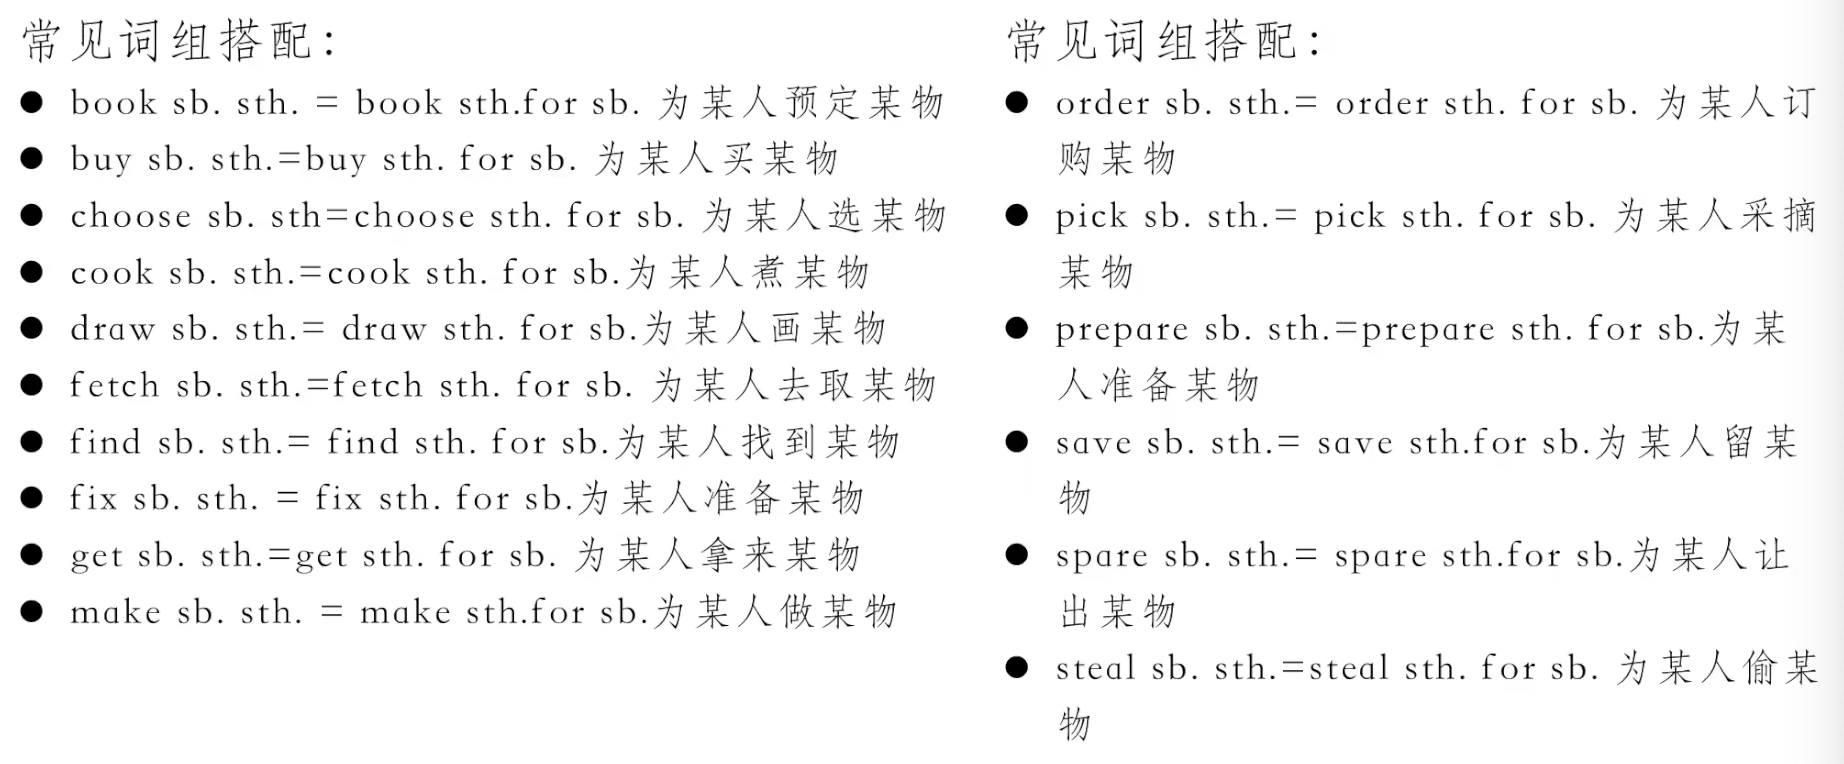 常见词组搭配：
● book sb. sth. = book sth.for sb. 为某人预定某物
● buy sb. sth.=buy sth. for sb. 为某人买某物
● choose sb. sth=choose sth. for sb. 为某人选某物
● cook sb. sth.=cook sth. for sb.为某人煮某物
● draw sb. sth.= draw sth. for sb.为某人画某物
● fetch sb. sth.=fetch sth. for sb. 为某人去取某物
● find sb. sth.= find sth. for sb.为某人找到某物
● fix sb. sth. = fix sth. for sb.为某人准备某物
● get sb. sth.=get sth. for sb. 为某人拿来某物
● make sb. sth. = make sth.for sb.为某人做某物
常见词组搭配：
● order sb. sth.= order sth. for sb. 为某人订
购某物
● pick sb. sth.= pick sth. for sb. 为某人采摘
某物
● prepare sb. sth.=prepare sth. for sb.为某
人准备某物
● save sb. sth.= save sth.for sb.为某人留某
物
● spare sb. sth.= spare sth.for sb.为某人让
出某物
● steal sb. sth.=steal sth. for sb. 为某人偷某
物